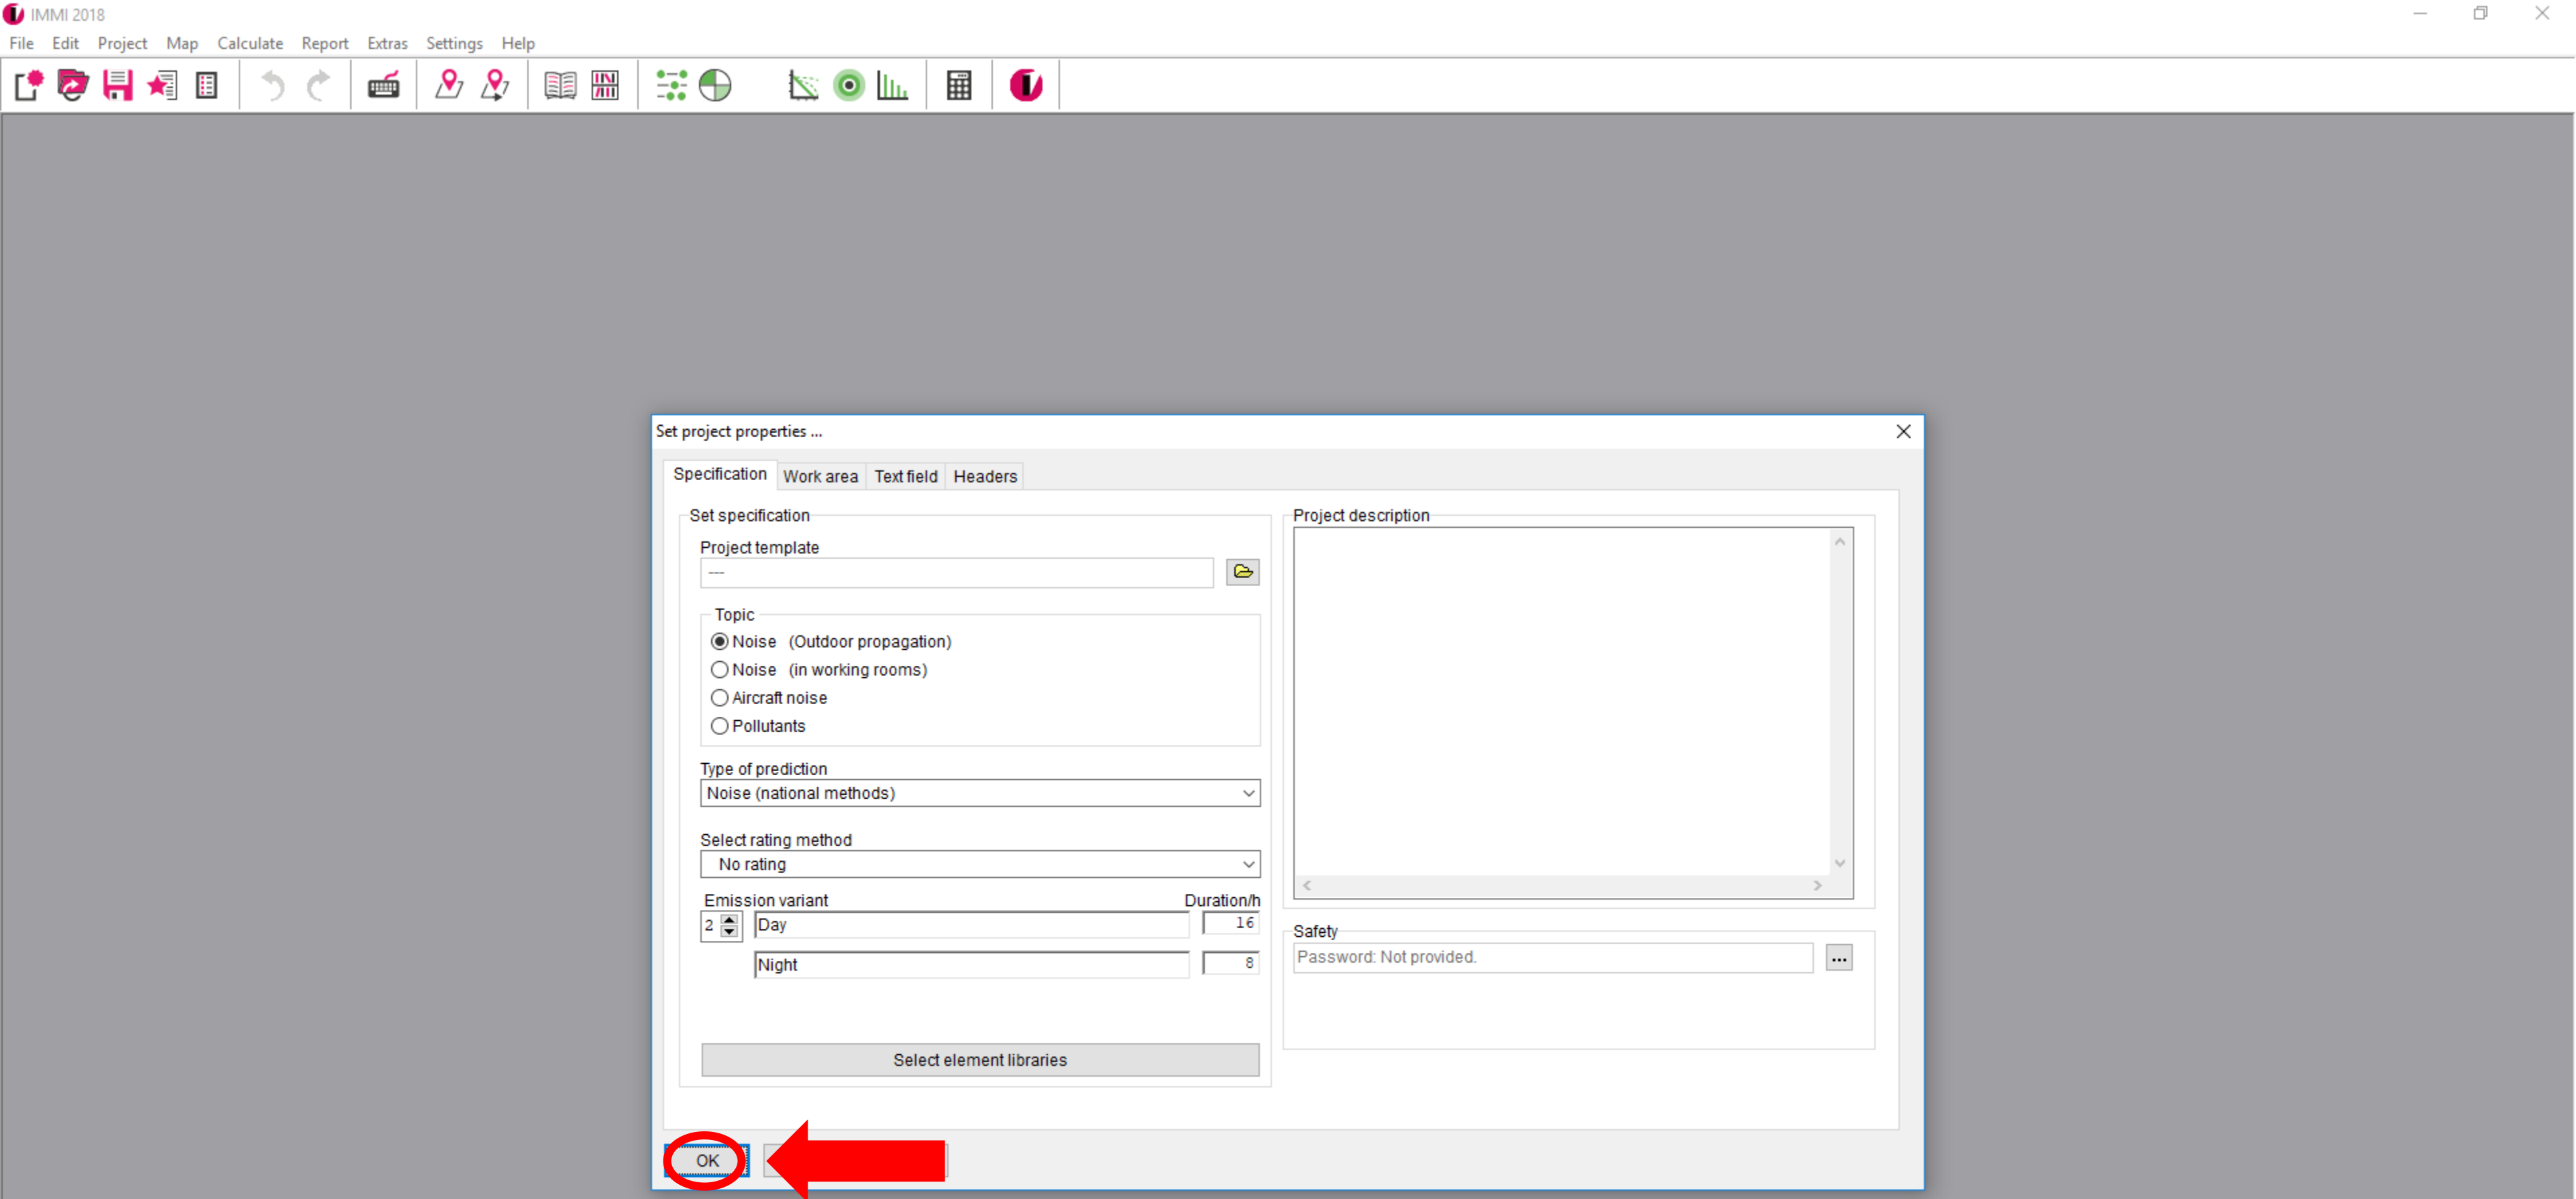 IMMI 2018
File Edit Project Map Calculate Report Extras Settings Help
Set project properties ...
Specification Work area Text field Headers
Set specification
Project template
---
Topic
Noise (Outdoor propagation)
Noise (in working rooms)
Aircraft noise
Pollutants
Type of prediction
Noise (national methods)
Select rating method
No rating
Emission variant Duration/h
2 Day 16
Night 8
Select element libraries
Project description
Safety
Password: Not provided.
...
OK